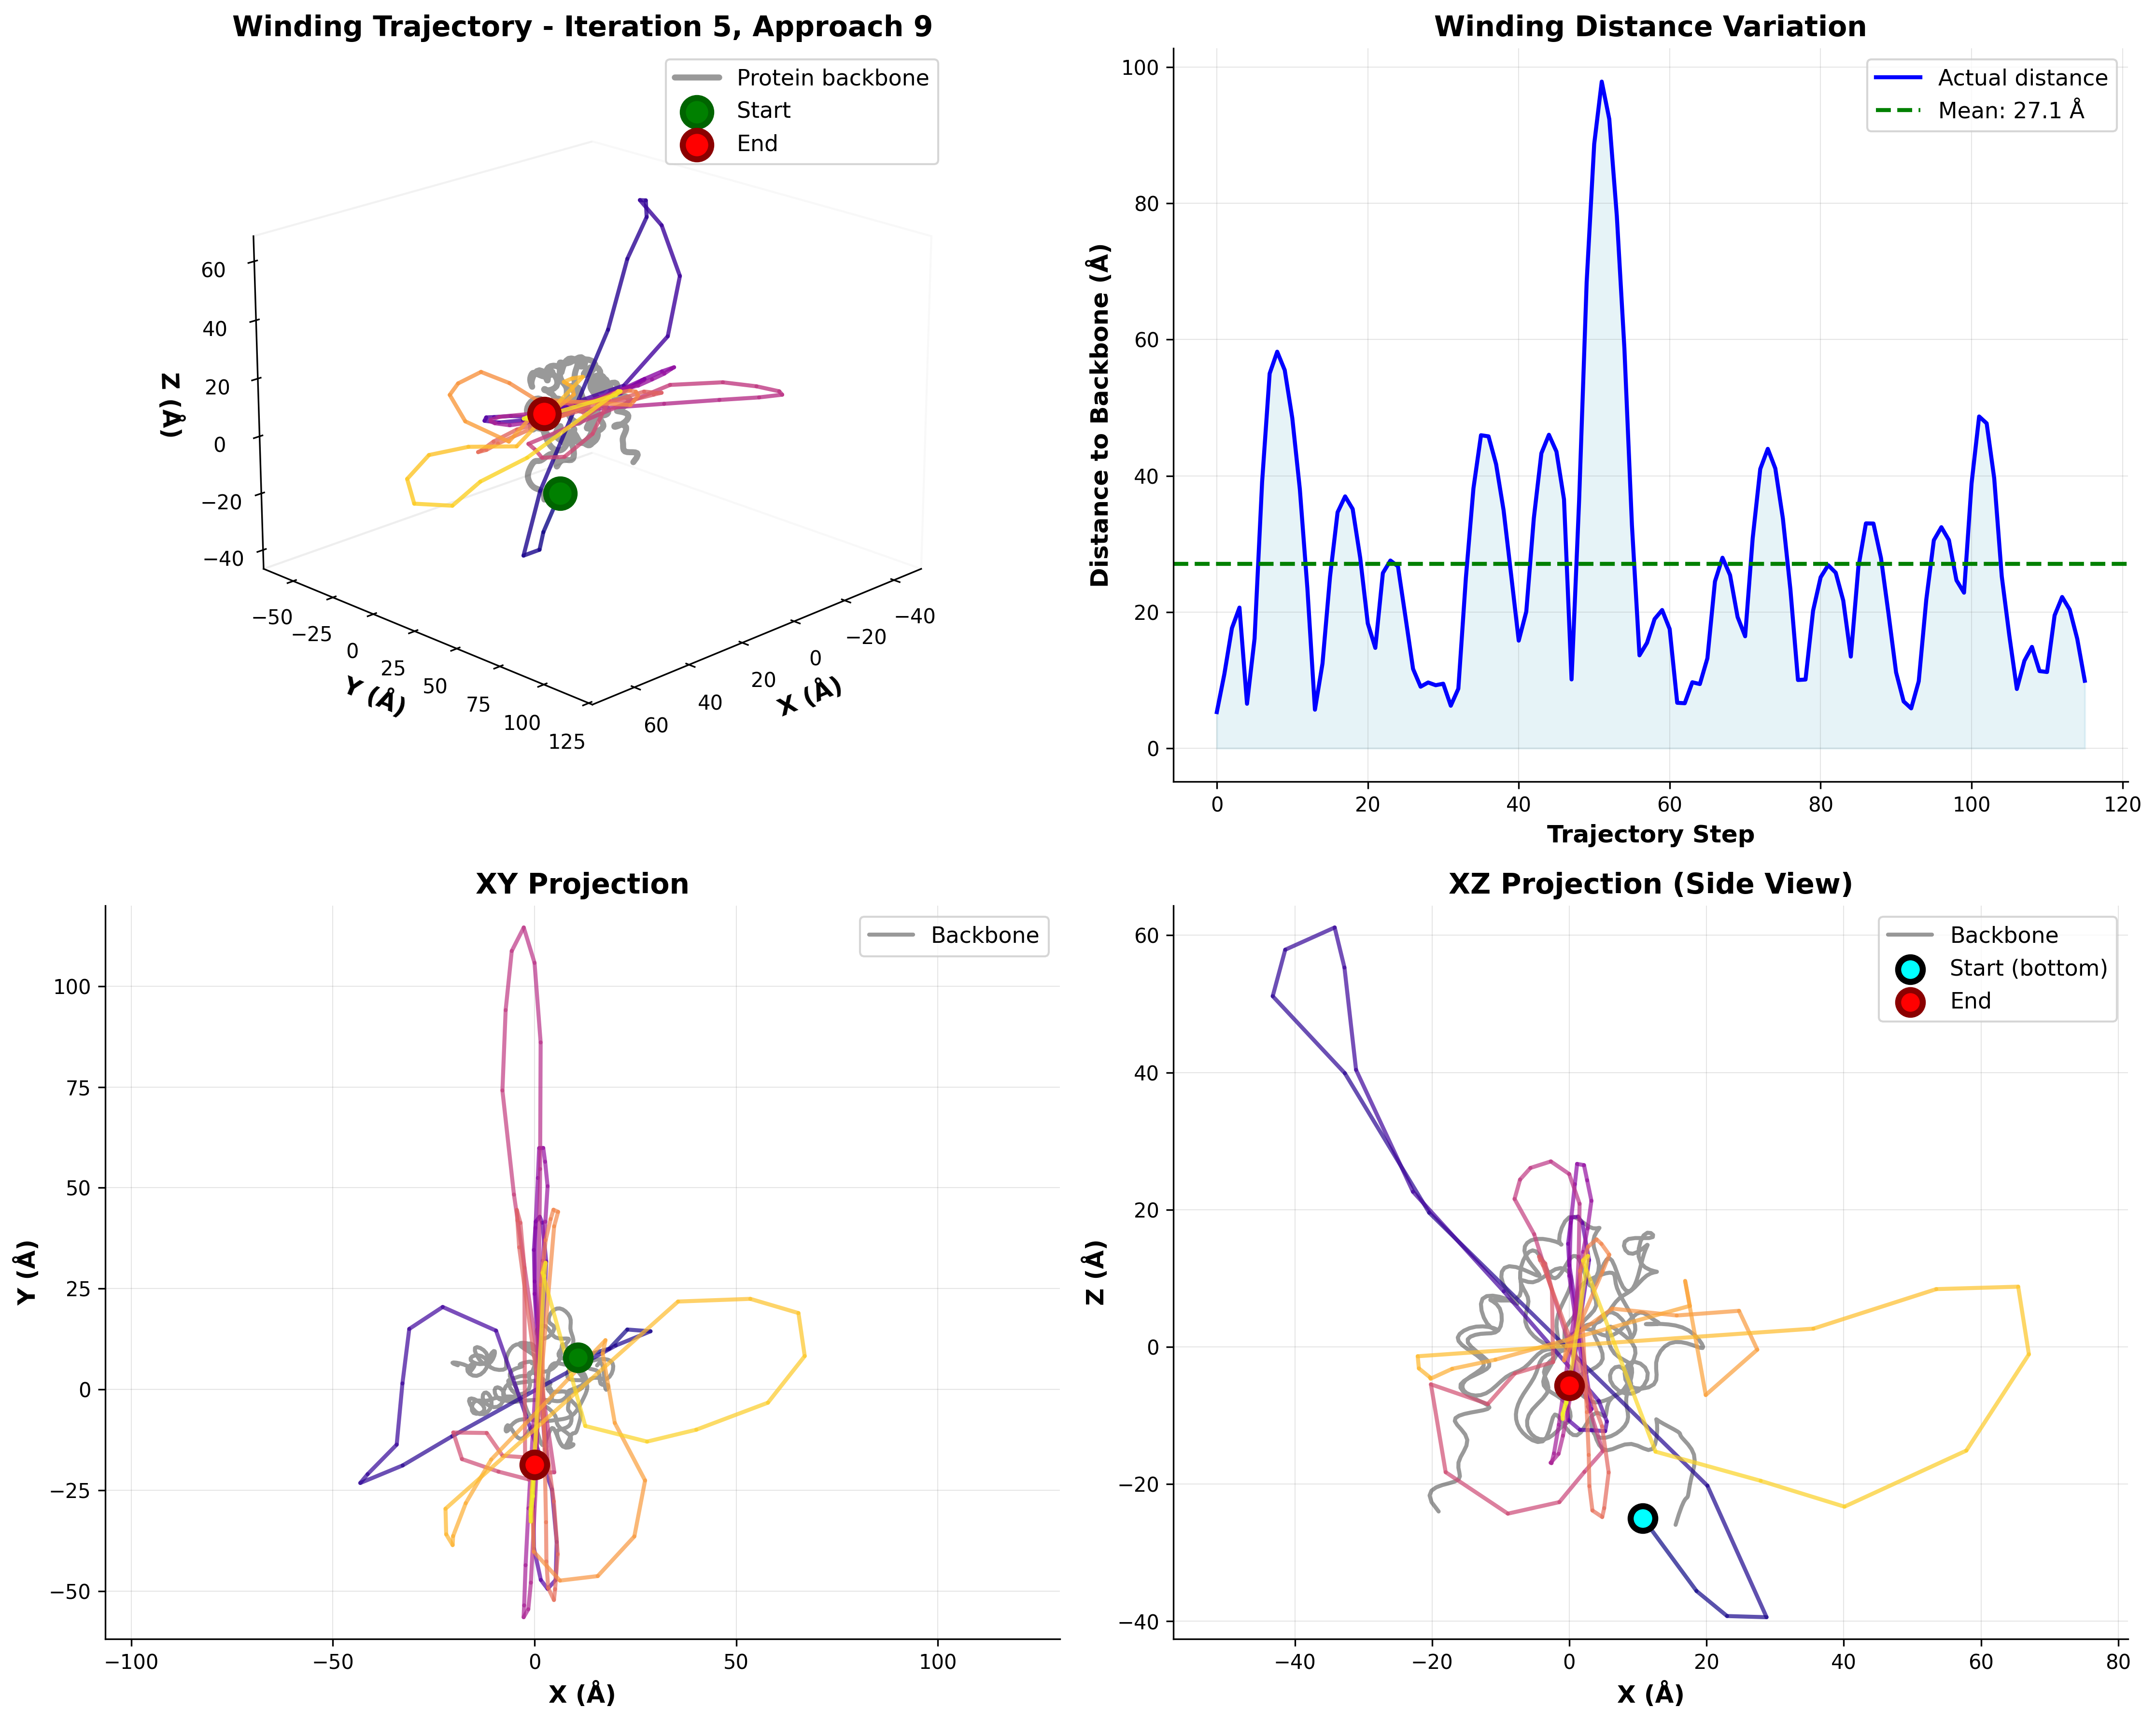 Winding Trajectory - Iteration 5, Approach 9
Protein backbone
Start
End
60
40
20
0
−20
−40
Z (Å)
−50
−25
0
25
50
75
100
125
Y (Å)
−40
−20
0
20
40
60
X (Å)
Winding Distance Variation
Actual distance
Mean: 27.1 Å
100
80
60
40
20
0
Distance to Backbone (Å)
0
20
40
60
80
100
120
Trajectory Step
XY Projection
Backbone
100
75
50
25
0
−25
−50
Y (Å)
−100
−50
0
50
100
X (Å)
XZ Projection (Side View)
Backbone
Start (bottom)
End
60
40
20
0
−20
−40
Z (Å)
−40
−20
0
20
40
60
80
X (Å)